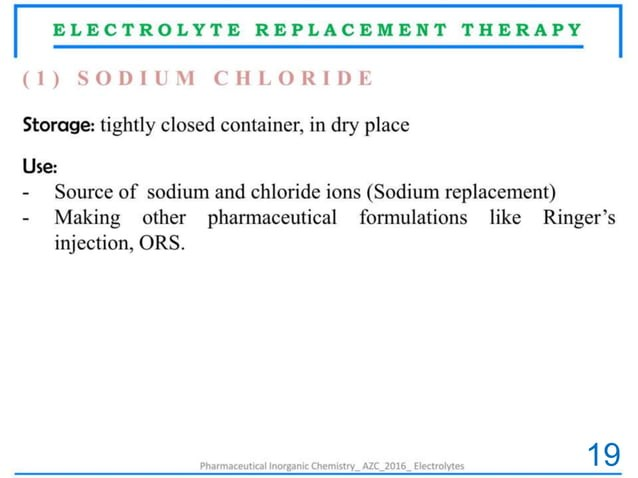 ELECTROLYTE REPLACEMENT THERAPY
(1) SODIUM CHLORIDE
Storage: tightly closed container, in dry place
Use:
- Source of sodium and chloride ions (Sodium replacement)
- Making other pharmaceutical formulations like Ringer’s
injection, ORS.
Pharmaceutical Inorganic Chemistry_ AZC_2016_ Electrolytes
19